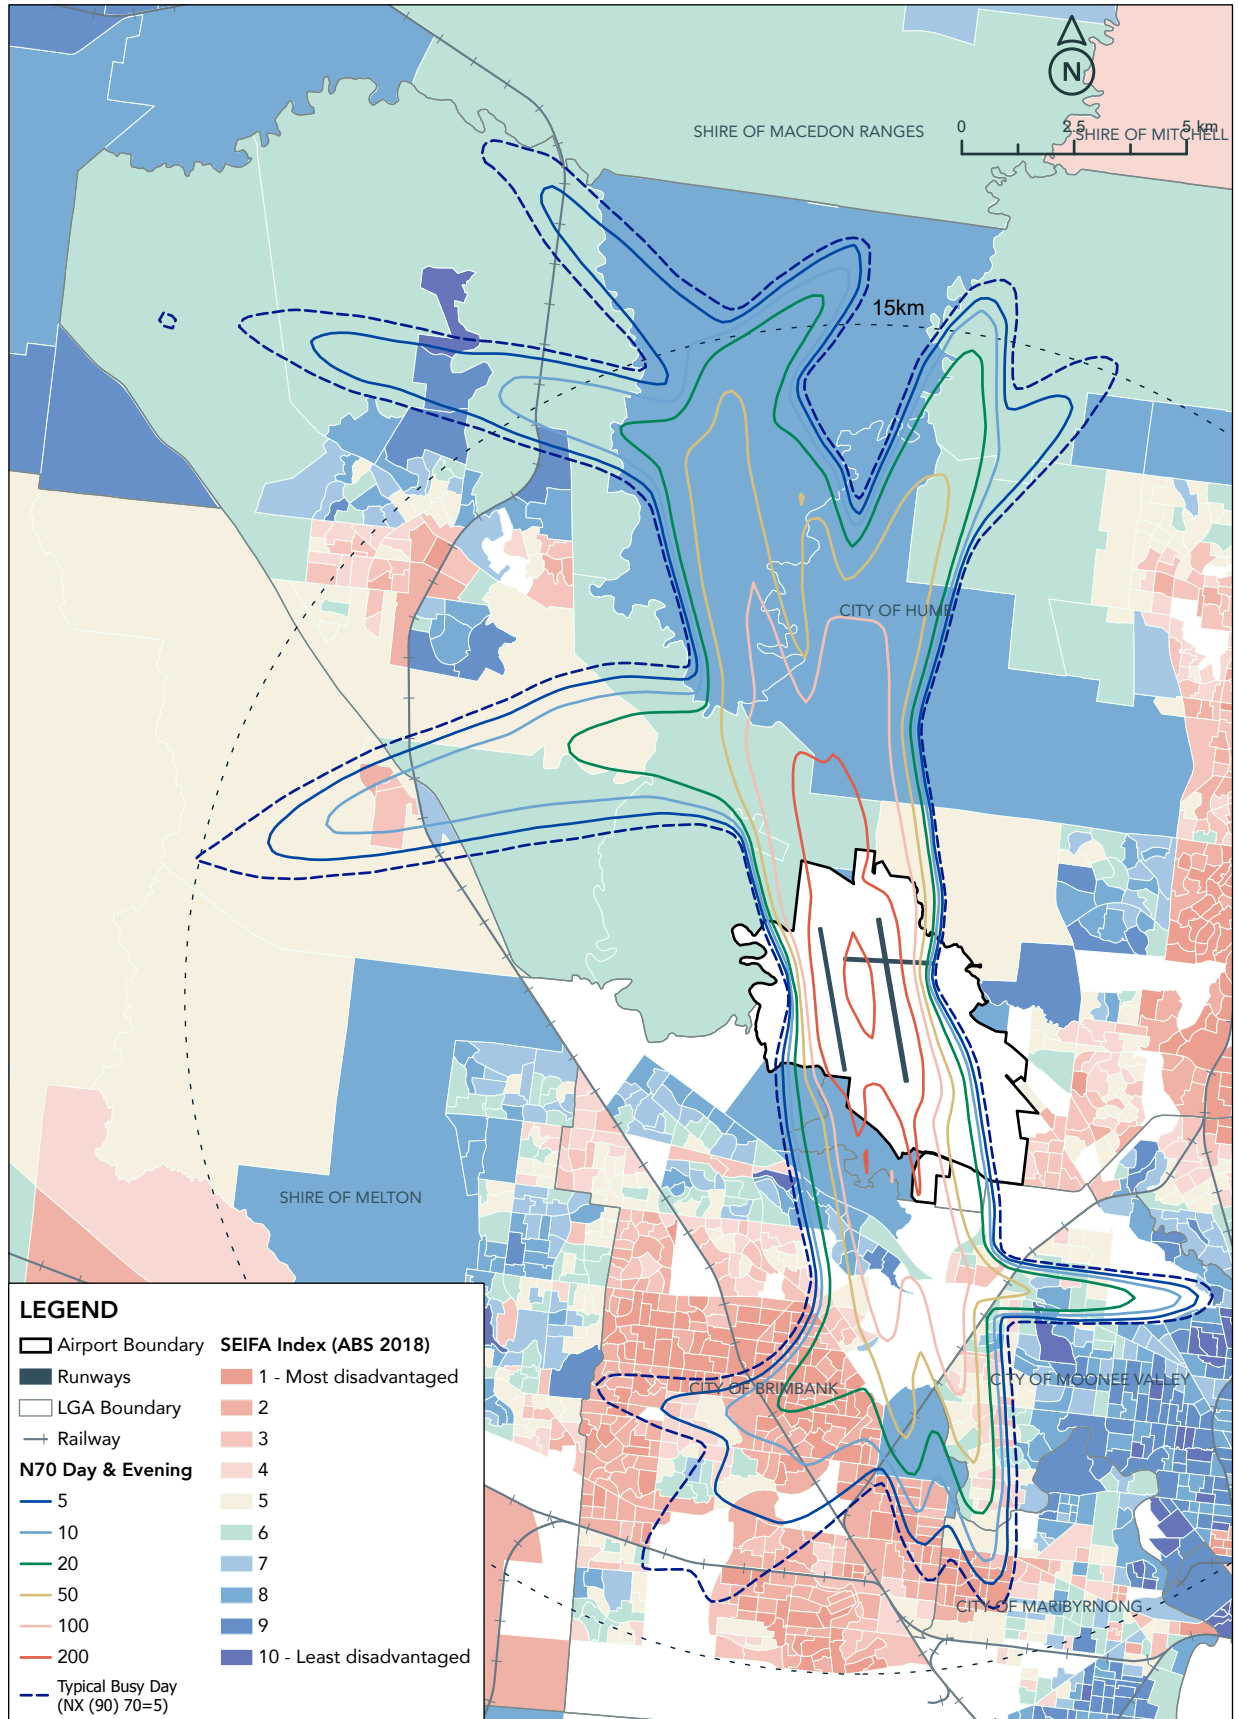 N
0 2.5 5 km
SHIRE OF MACEDON RANGES
SHIRE OF MITCHELL
15km
CITY OF HUME
SHIRE OF MELTON
CITY OF BRIMBANK
CITY OF MOONEE VALLEY
CITY OF MARIBYRNONG
LEGEND
Airport Boundary
Runways
LGA Boundary
Railway
N70 Day & Evening
5
10
20
50
100
200
Typical Busy Day
(NX (90) 70=5)
SEIFA Index (ABS 2018)
1 - Most disadvantaged
2
3
4
5
6
7
8
9
10 - Least disadvantaged